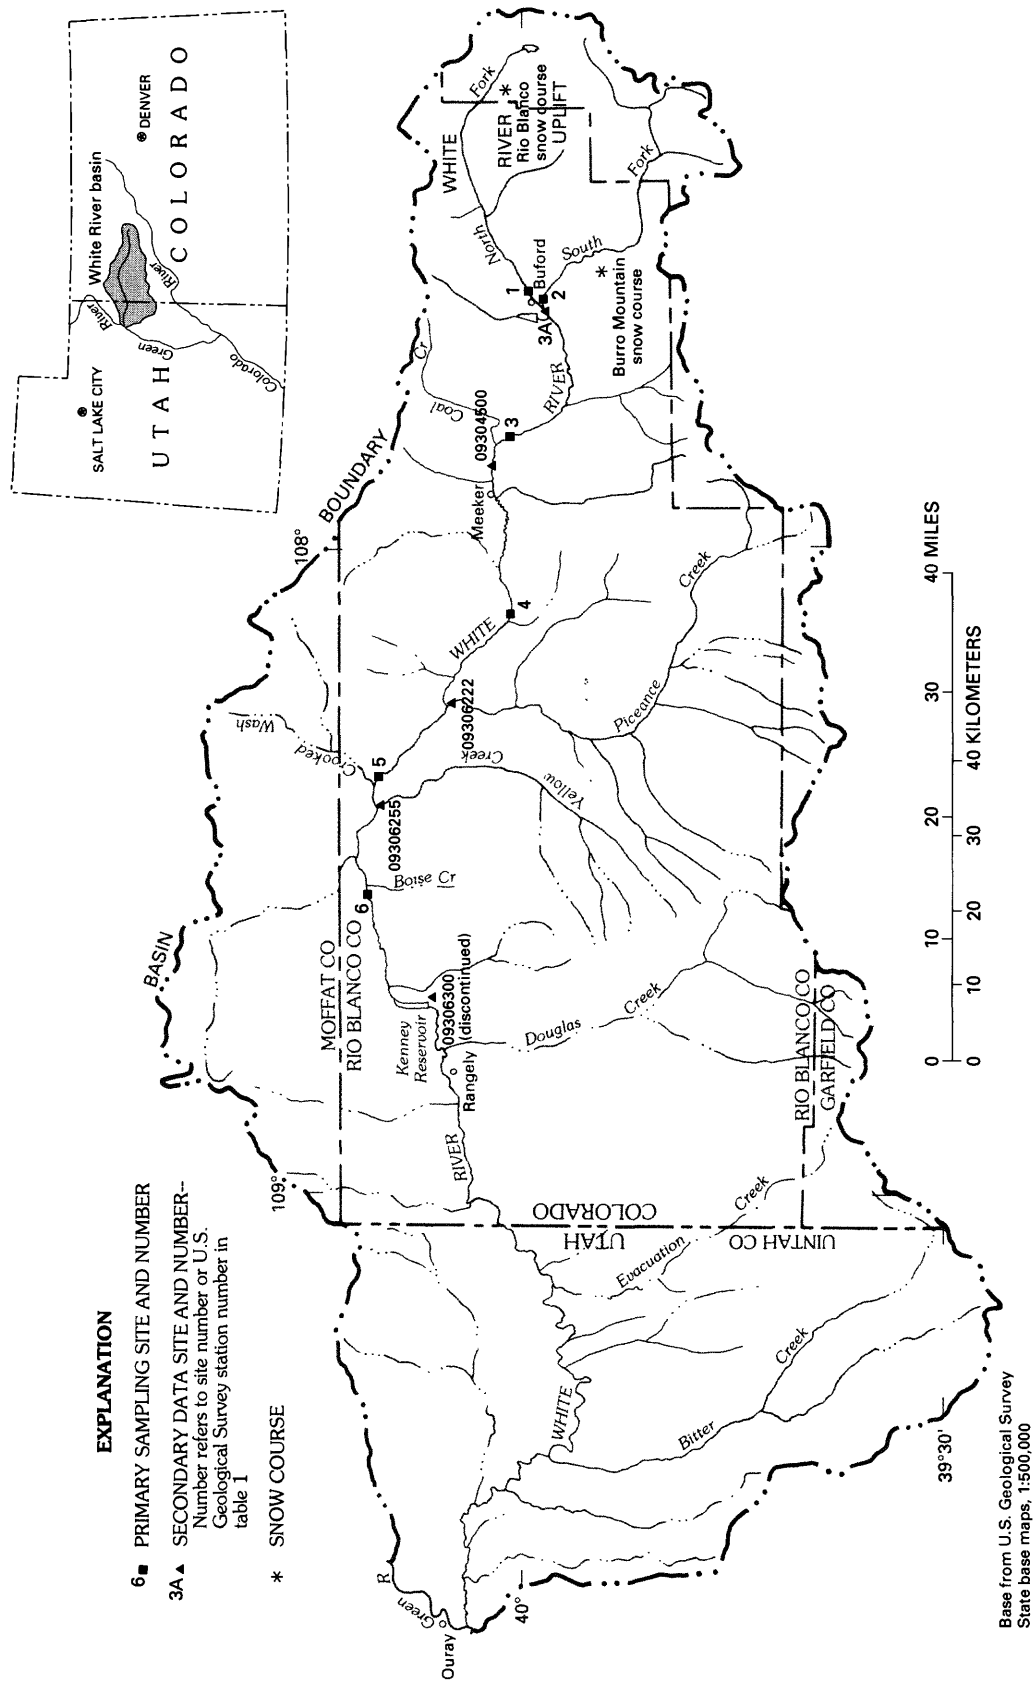 EXPLANATION
6 PRIMARY SAMPLING SITE AND NUMBER
3A SECONDARY DATA SITE AND NUMBER--
Number refers to site number or U.S.
Geological Survey station number in
table 1
* SNOW COURSE
SALT LAKE CITY
UTAH
COLORADO
DENVER
White River basin
River
Green
River
Colorado
River
BASIN
BOUNDARY
109°
108°
40°
39°30'
MOFFAT CO
RIO BLANCO CO
Ouray
Green
R
WHITE
RIVER
Bitter
Creek
Evacuation
Creek
UTAH
COLORADO
UINTAH CO
RIO BLANCO CO
GARFIELD CO
Rangely
Kenney
Reservoir
09306300
(discontinued)
Douglas
Creek
6
Boise Cr
09306255
5
Crooked
Wash
Yellow
Creek
09306222
Piceance
Creek
WHITE
4
Meeker
09304500
3
Coal
Cr
RIVER
3A
1
2
Buford
North
Fork
WHITE
RIVER
UPLIFT
Rio Blanco
snow course
*
South
Fork
*
Burro Mountain
snow course
0 10 20 30 40 MILES
0 10 20 30 40 KILOMETERS
Base from U.S. Geological Survey
State base maps, 1:500,000